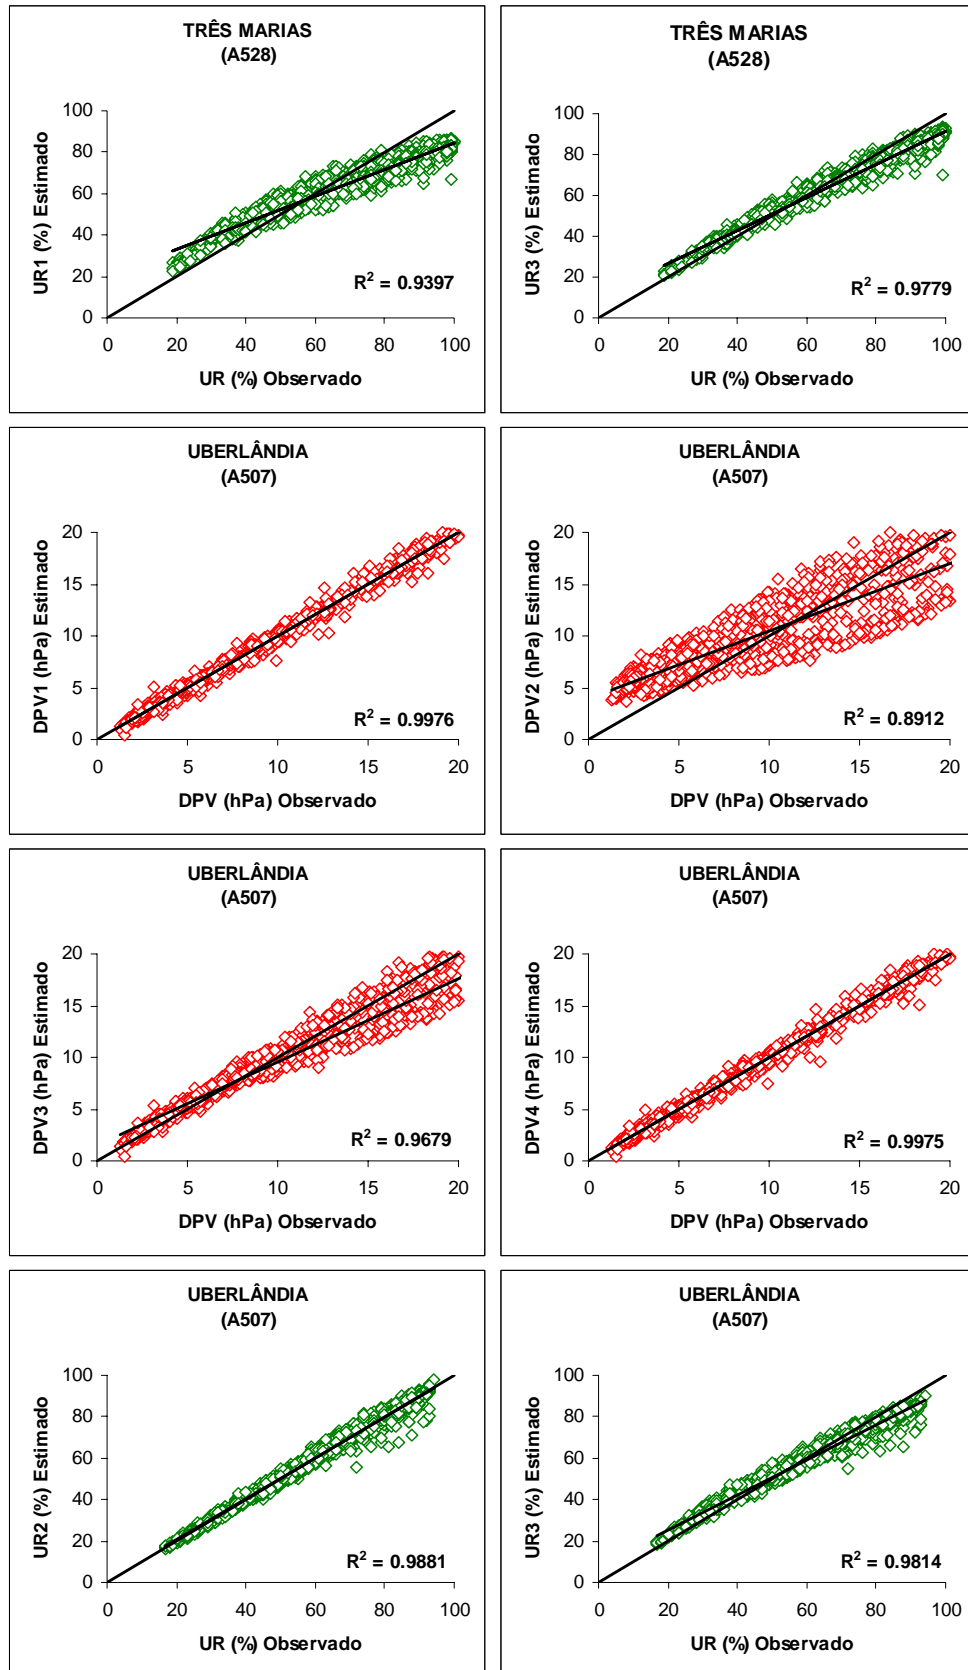 TRÊS MARIAS
(A528)
UR1 (%) Estimado
100
80
60
40
20
0
R² = 0.9397
0 20 40 60 80 100
UR (%) Observado
TRÊS MARIAS
(A528)
UR3 (%) Estimado
100
80
60
40
20
0
R² = 0.9779
0 20 40 60 80 100
UR (%) Observado
UBERLÂNDIA
(A507)
DPV1 (hPa) Estimado
20
15
10
5
0
R² = 0.9976
0 5 10 15 20
DPV (hPa) Observado
UBERLÂNDIA
(A507)
DPV2 (hPa) Estimado
20
15
10
5
0
R² = 0.8912
0 5 10 15 20
DPV (hPa) Observado
UBERLÂNDIA
(A507)
DPV3 (hPa) Estimado
20
15
10
5
0
R² = 0.9679
0 5 10 15 20
DPV (hPa) Observado
UBERLÂNDIA
(A507)
DPV4 (hPa) Estimado
20
15
10
5
0
R² = 0.9975
0 5 10 15 20
DPV (hPa) Observado
UBERLÂNDIA
(A507)
UR2 (%) Estimado
100
80
60
40
20
0
R² = 0.9881
0 20 40 60 80 100
UR (%) Observado
UBERLÂNDIA
(A507)
UR3 (%) Estimado
100
80
60
40
20
0
R² = 0.9814
0 20 40 60 80 100
UR (%) Observado